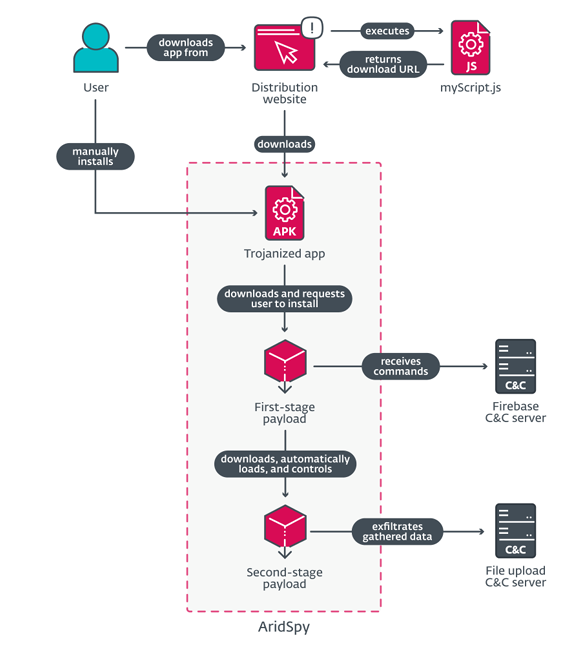 downloads
app from
!
executes
returns
download URL
JS
User
Distribution
website
myScript.js
manually
installs
downloads
APK
Trojanized app
downloads and requests
user to install
receives
commands
C&C
First-stage
payload
Firebase
C&C server
downloads, automatically
loads, and controls
exfiltrates
gathered data
C&C
Second-stage
payload
File upload
C&C server
AridSpy